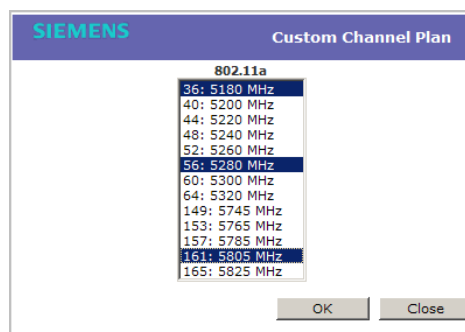 SIEMENS
Custom Channel Plan
802.11a
36: 5180 MHz
40: 5200 MHz
44: 5220 MHz
48: 5240 MHz
52: 5260 MHz
56: 5280 MHz
60: 5300 MHz
64: 5320 MHz
149: 5745 MHz
153: 5765 MHz
157: 5785 MHz
161: 5805 MHz
165: 5825 MHz
OK
Close